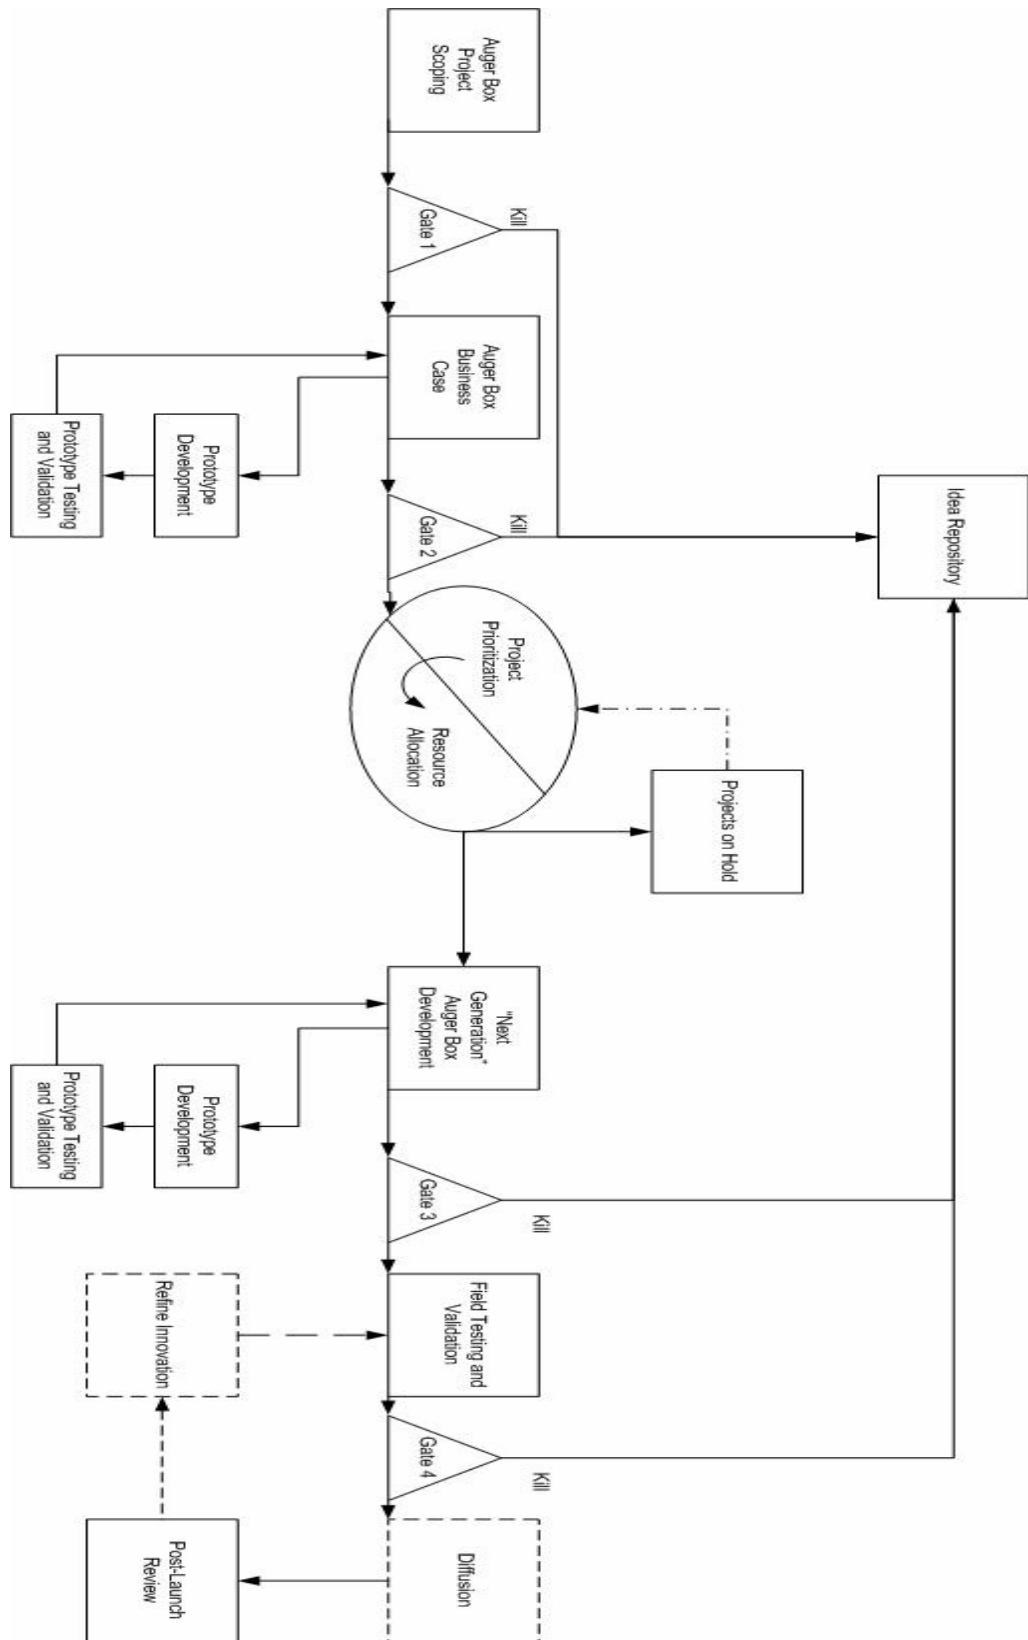 Auger Box
Project
Scoping
Kill
Gate 1
Auger Box
Business
Case
Prototype
Development
Prototype Testing
and Validation
Kill
Gate 2
Idea Repository
Project
Prioritization
Resource
Allocation
Projects on Hold
"Next
Generation"
Auger Box
Development
Prototype
Development
Prototype Testing
and Validation
Kill
Gate 3
Field Testing and
Validation
Refine Innovation
Kill
Gate 4
Diffusion
Post-Launch
Review